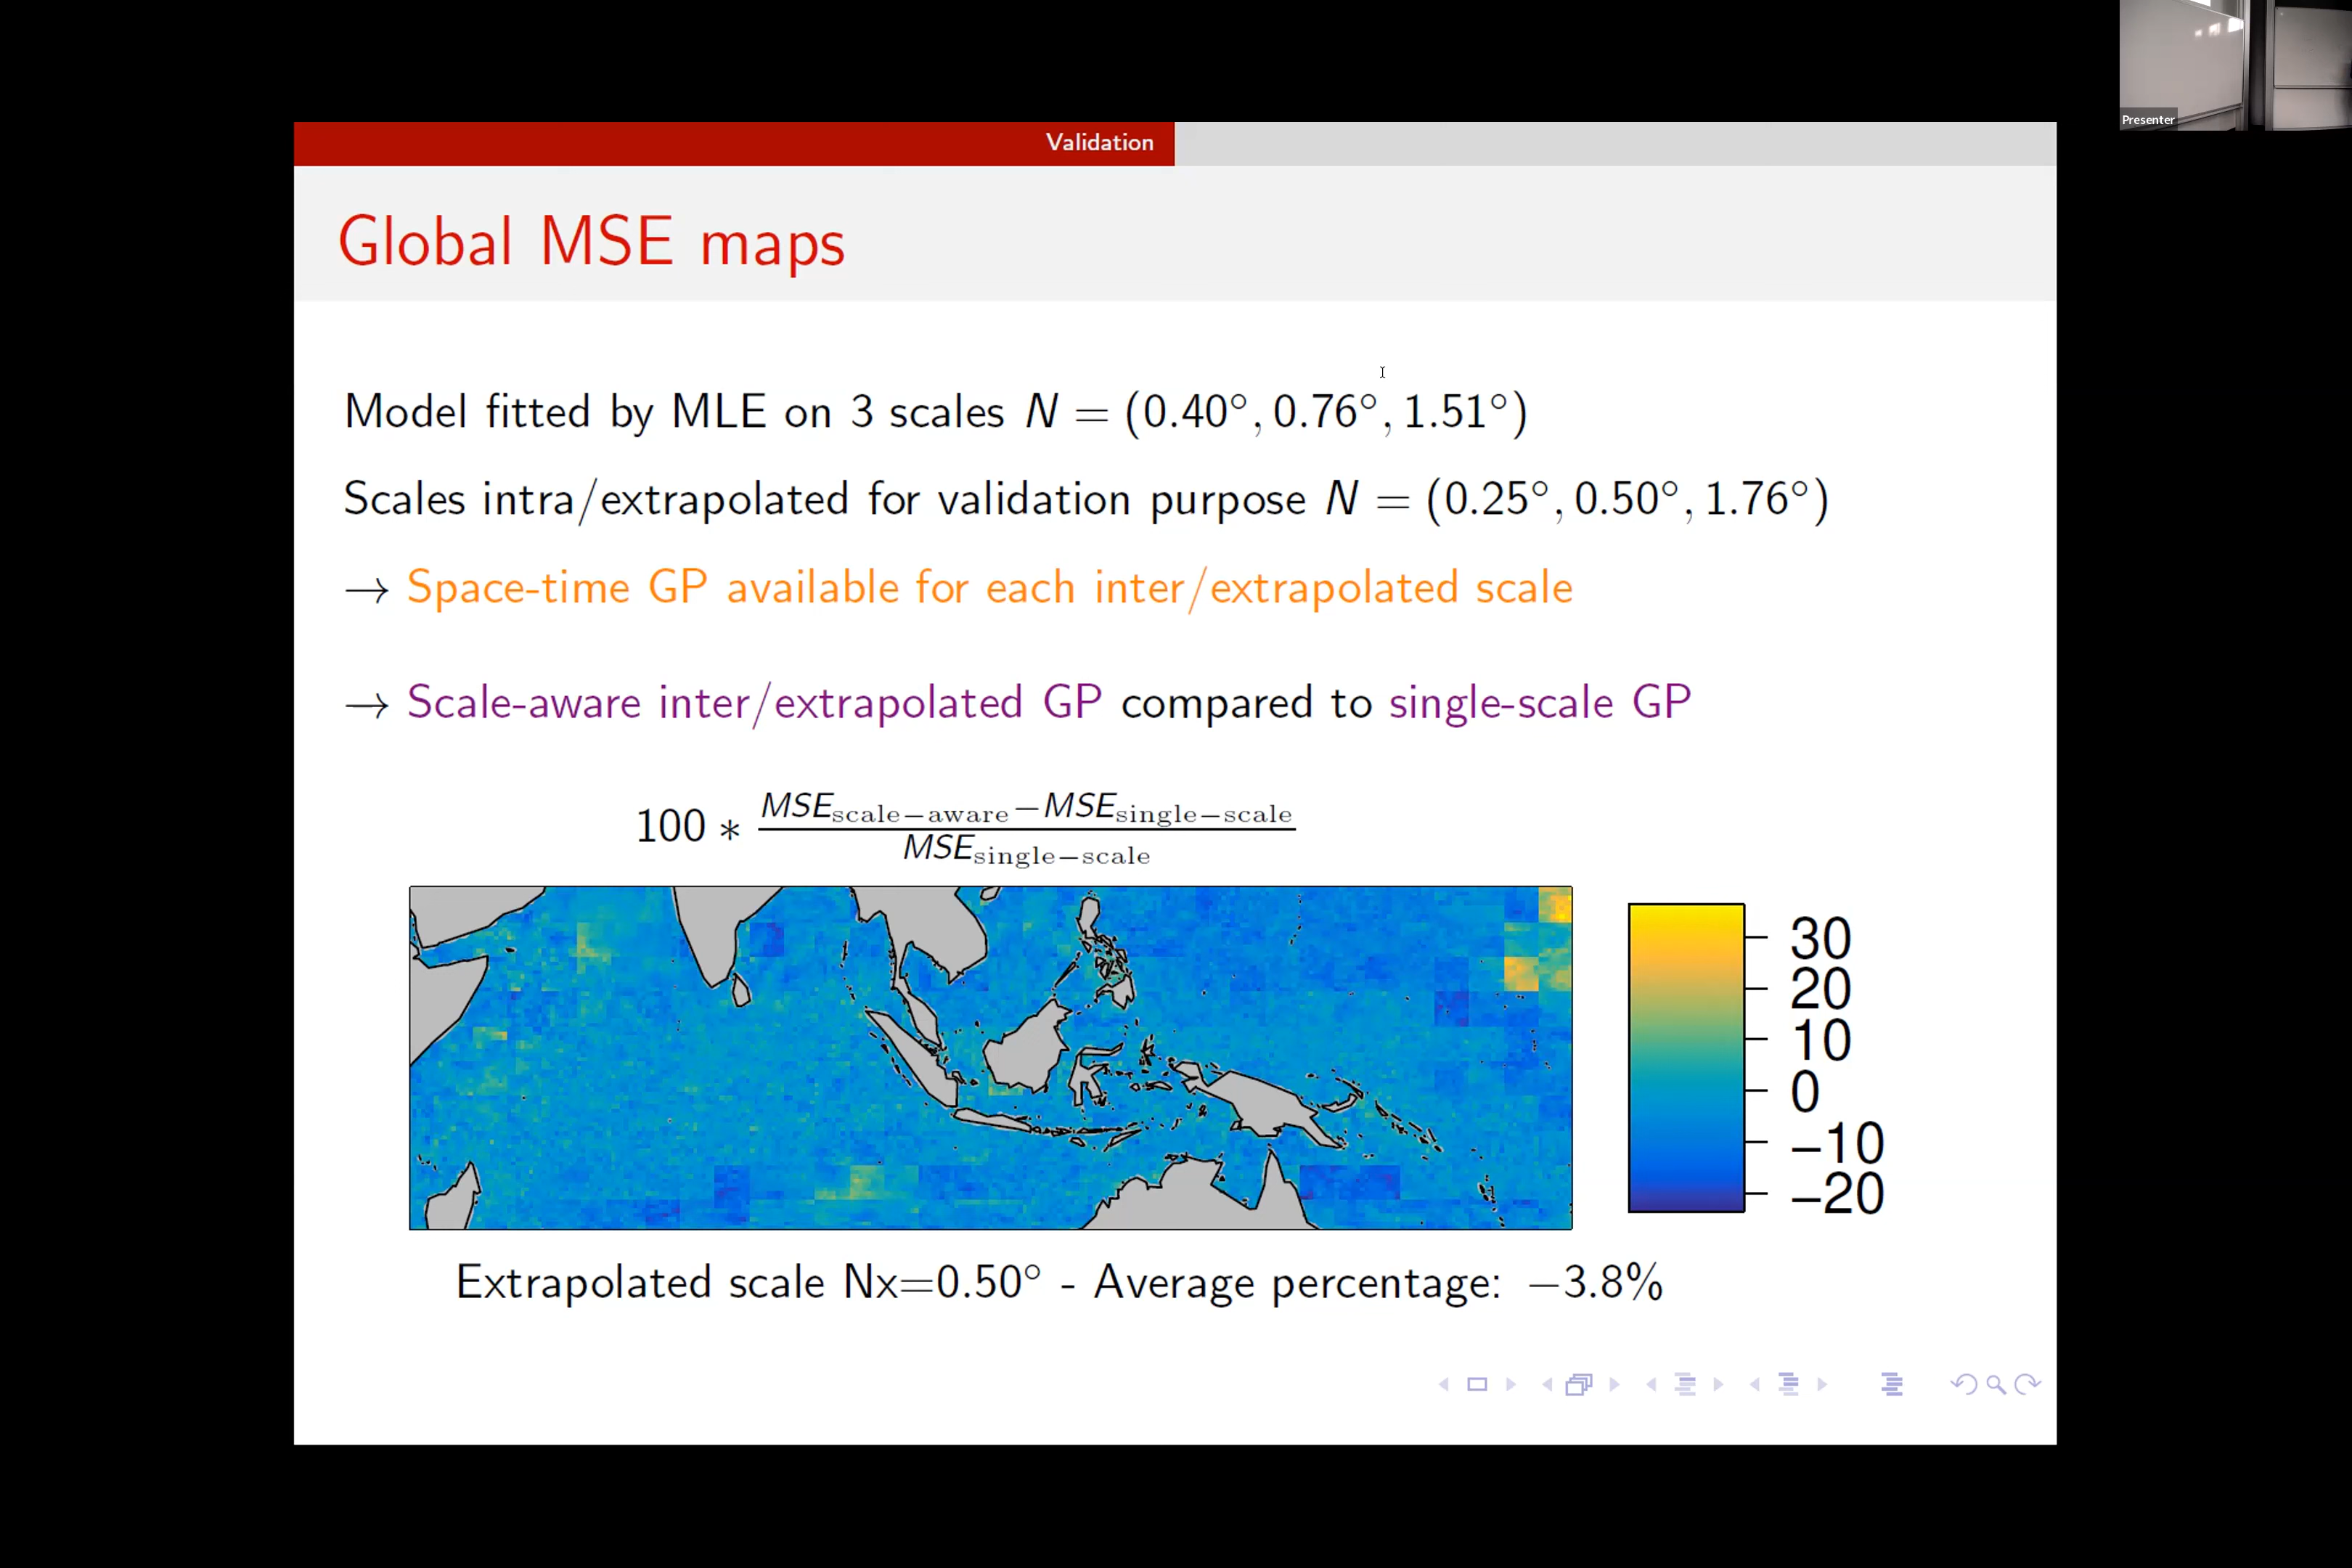 Presenter
Validation
Global MSE maps
Model fitted by MLE on 3 scales N = (0.40°, 0.76°, 1.51°)
Scales intra/extrapolated for validation purpose N = (0.25°, 0.50°, 1.76°)
→ Space-time GP available for each inter/extrapolated scale
→ Scale-aware inter/extrapolated GP compared to single-scale GP
100 * (MSE_scale−aware − MSE_single−scale) / MSE_single−scale
30
20
10
0
−10
−20
Extrapolated scale Nx=0.50° - Average percentage: −3.8%